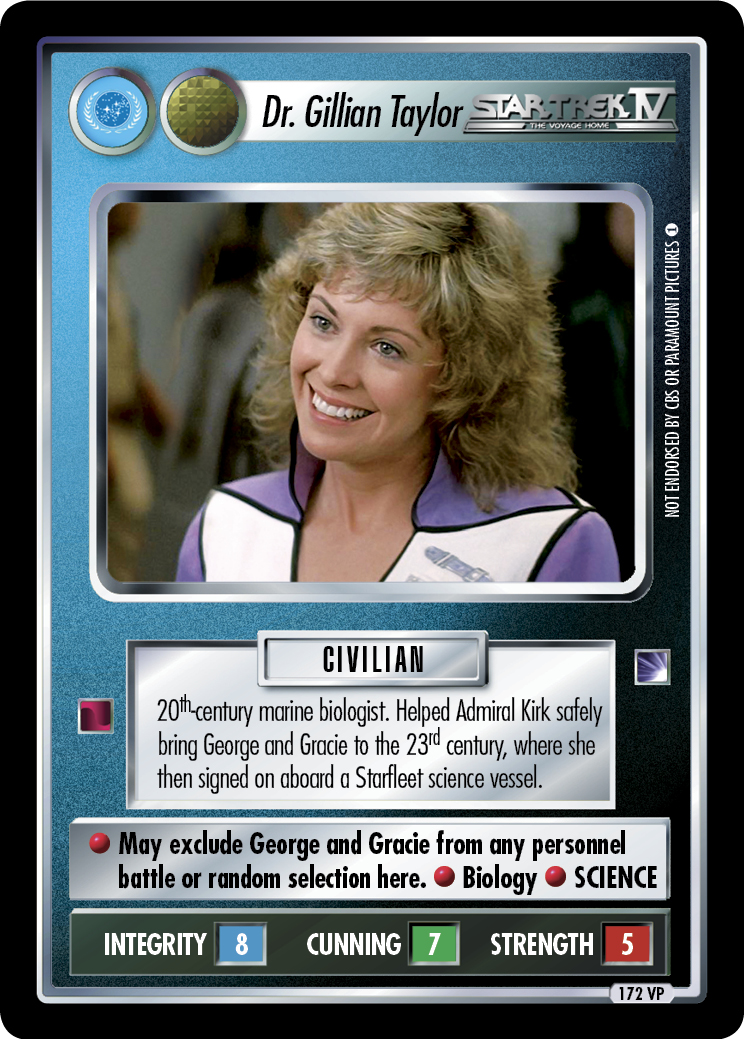 Dr. Gillian Taylor
STAR TREK IV
THE VOYAGE HOME
NOT ENDORSED BY CBS OR PARAMOUNT PICTURES 1
CIVILIAN
20th-century marine biologist. Helped Admiral Kirk safely
bring George and Gracie to the 23rd century, where she
then signed on aboard a Starfleet science vessel.
● May exclude George and Gracie from any personnel
battle or random selection here. ● Biology ● SCIENCE
INTEGRITY 8 CUNNING 7 STRENGTH 5
172 VP